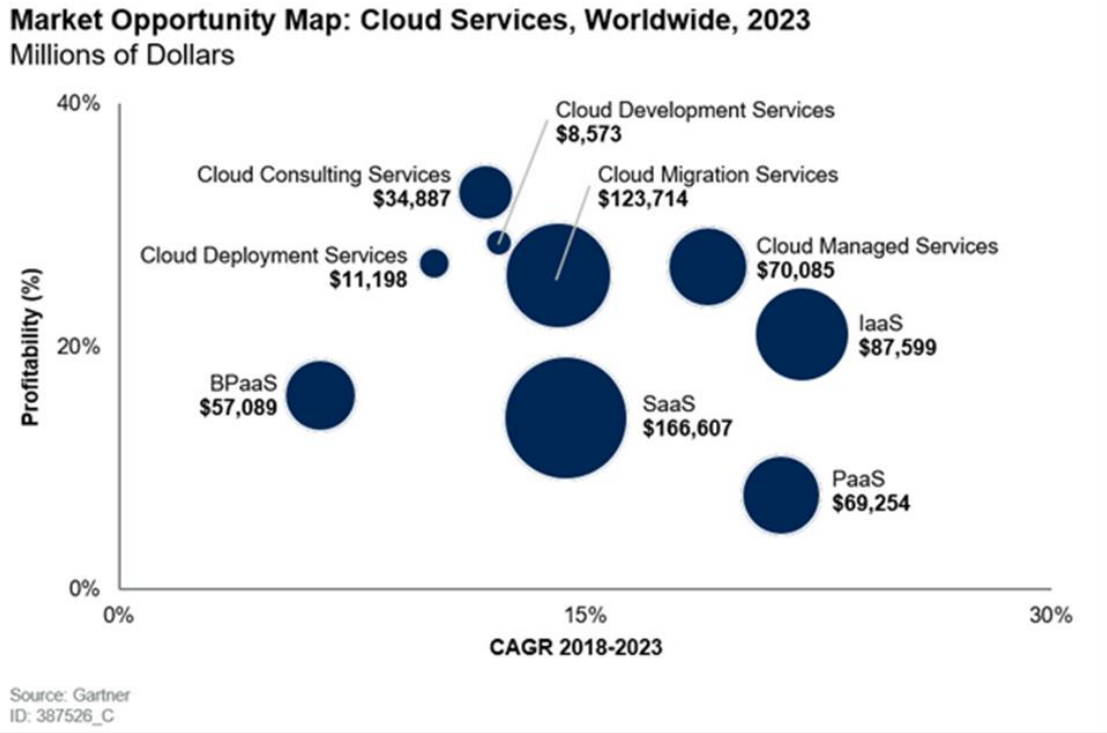 Market Opportunity Map: Cloud Services, Worldwide, 2023
Millions of Dollars
40%
20%
0%
Profitability (%)
Cloud Development Services
$8,573
Cloud Consulting Services
$34,887
Cloud Migration Services
$123,714
Cloud Deployment Services
$11,198
Cloud Managed Services
$70,085
IaaS
$87,599
BPaaS
$57,089
SaaS
$166,607
PaaS
$69,254
0%
15%
30%
CAGR 2018-2023
Source: Gartner
ID: 387526_C